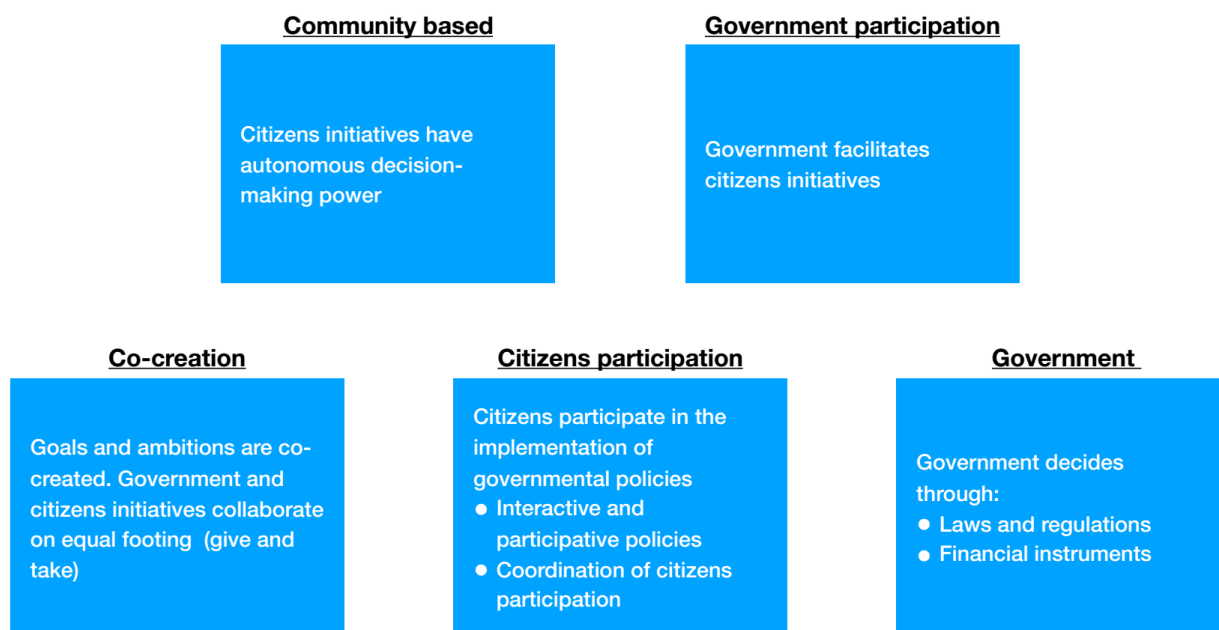 Community based
Citizens initiatives have
autonomous decision-
making power
Government participation
Government facilitates
citizens initiatives
Co-creation
Goals and ambitions are co-
created. Government and
citizens initiatives collaborate
on equal footing  (give and
take)
Citizens participation
Citizens participate in the
implementation of
governmental policies
● Interactive and
participative policies
● Coordination of citizens
participation
Government
Government decides
through:
● Laws and regulations
● Financial instruments